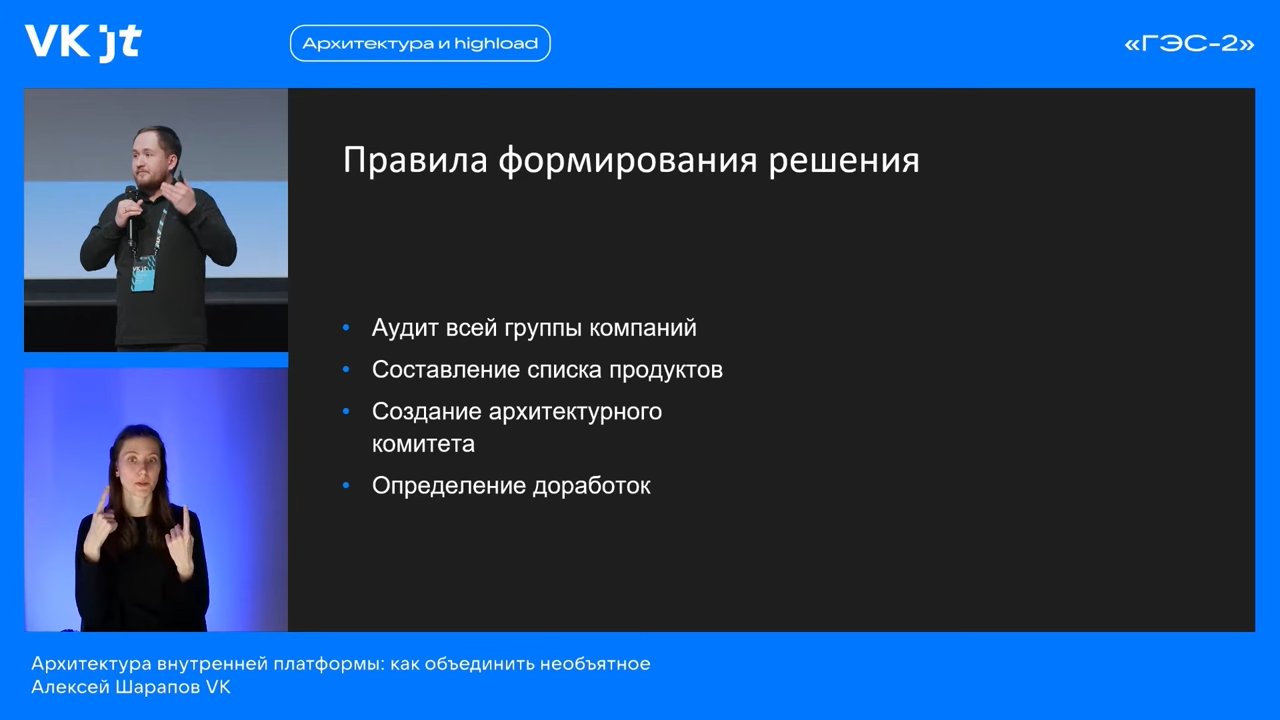 VK jt
Архитектура и highload
«ГЭС-2»
Правила формирования решения
Аудит всей группы компаний
Составление списка продуктов
Создание архитектурного
комитета
Определение доработок
Архитектура внутренней платформы: как объединить необъятное
Алексей Шарапов VK